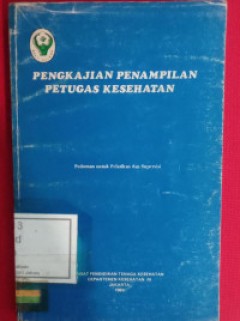 PENGKAJIAN PENAMPILAN
PETUGAS KESEHATAN
Pedoman untuk Pelatihan dan Supervisi
PUSAT PENDIDIKAN TENAGA KESEHATAN
DEPARTEMEN KESEHATAN RI
JAKARTA